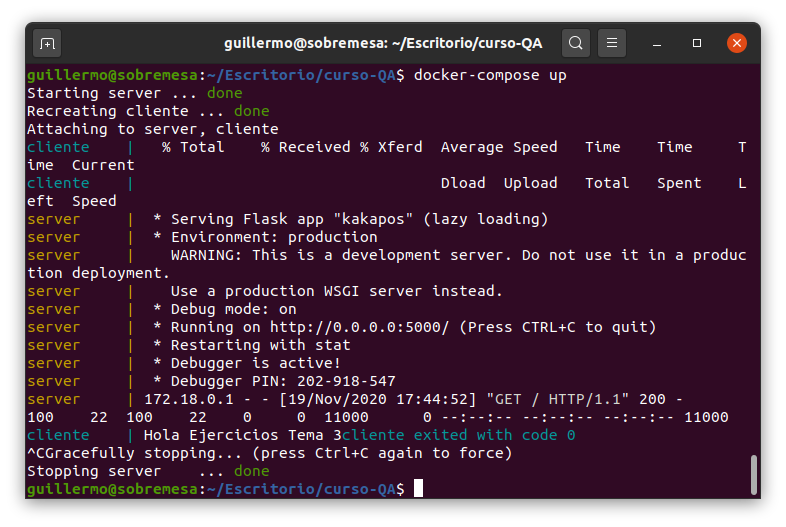 guillermo@sobremesa: ~/Escritorio/curso-QA
guillermo@sobremesa:~/Escritorio/curso-QA$ docker-compose up
Starting server ... done
Recreating cliente ... done
Attaching to server, cliente
cliente    |   % Total    % Received % Xferd  Average Speed   Time    Time     T
ime  Current
cliente    |                                  Dload  Upload   Total   Spent    L
eft  Speed
server     |  * Serving Flask app "kakapos" (lazy loading)
server     |  * Environment: production
server     |    WARNING: This is a development server. Do not use it in a produc
tion deployment.
server     |    Use a production WSGI server instead.
server     |  * Debug mode: on
server     |  * Running on http://0.0.0.0:5000/ (Press CTRL+C to quit)
server     |  * Restarting with stat
server     |  * Debugger is active!
server     |  * Debugger PIN: 202-918-547
server     | 172.18.0.1 - - [19/Nov/2020 17:44:52] "GET / HTTP/1.1" 200 -
100    22  100    22    0     0  11000      0 --:--:-- --:--:-- --:--:-- 11000
cliente    | Hola Ejercicios Tema 3cliente exited with code 0
^CGracefully stopping... (press Ctrl+C again to force)
Stopping server    ... done
guillermo@sobremesa:~/Escritorio/curso-QA$